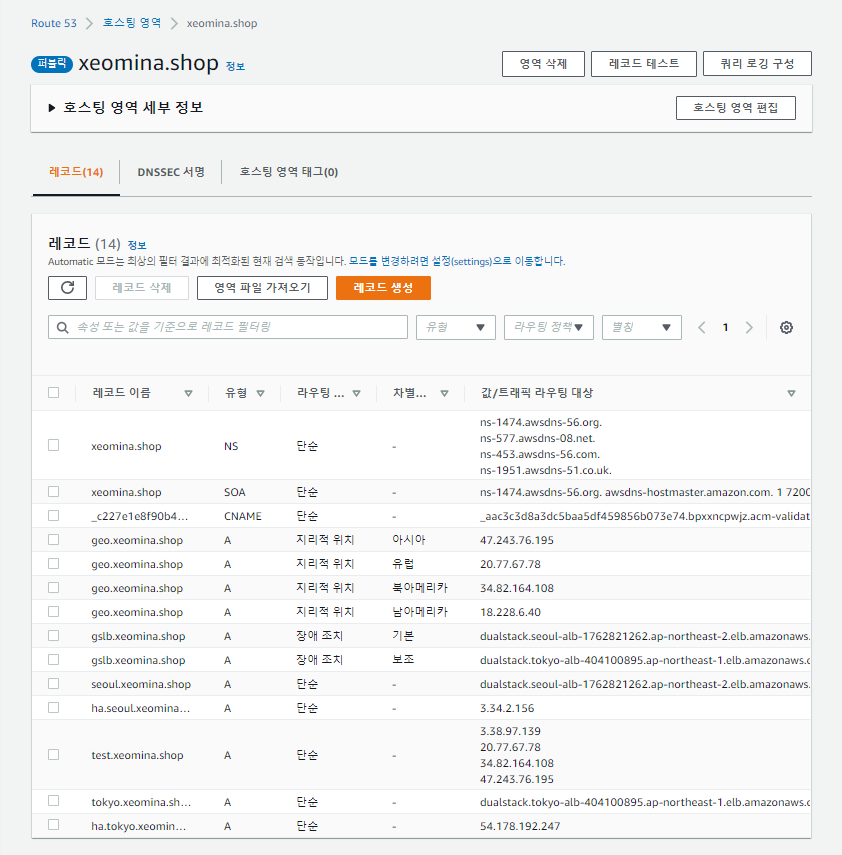 Route 53 > 호스팅 영역 > xeomina.shop
퍼블릭 xeomina.shop 정보
영역 삭제 레코드 테스트 쿼리 로깅 구성
▶ 호스팅 영역 세부 정보 호스팅 영역 편집
레코드(14) DNSSEC 서명 호스팅 영역 태그(0)
레코드 (14) 정보
Automatic 모드는 최상의 필터 결과에 최적화된 현재 검색 동작입니다. 모드를 변경하려면 설정(settings)으로 이동합니다.
레코드 삭제 영역 파일 가져오기 레코드 생성
속성 또는 값을 기준으로 레코드 필터링 유형 라우팅 정책 별칭 1
레코드 이름 유형 라우팅 ... 차별... 값/트래픽 라우팅 대상
xeomina.shop NS 단순 - ns-1474.awsdns-56.org.
ns-577.awsdns-08.net.
ns-453.awsdns-56.com.
ns-1951.awsdns-51.co.uk.
xeomina.shop SOA 단순 - ns-1474.awsdns-56.org. awsdns-hostmaster.amazon.com. 1 7200
_c227e1e8f90b4... CNAME 단순 - _aac3c3d8a3dc5baa5df459856b073e74.bpxxncpwjz.acm-validat
geo.xeomina.shop A 지리적 위치 아시아 47.243.76.195
geo.xeomina.shop A 지리적 위치 유럽 20.77.67.78
geo.xeomina.shop A 지리적 위치 북아메리카 34.82.164.108
geo.xeomina.shop A 지리적 위치 남아메리카 18.228.6.40
gslb.xeomina.shop A 장애 조치 기본 dualstack.seoul-alb-1762821262.ap-northeast-2.elb.amazonaws.
gslb.xeomina.shop A 장애 조치 보조 dualstack.tokyo-alb-404100895.ap-northeast-1.elb.amazonaws.c
seoul.xeomina.shop A 단순 - dualstack.seoul-alb-1762821262.ap-northeast-2.elb.amazonaws.
ha.seoul.xeomina... A 단순 - 3.34.2.156
test.xeomina.shop A 단순 - 3.38.97.139
20.77.67.78
34.82.164.108
47.243.76.195
tokyo.xeomina.sh... A 단순 - dualstack.tokyo-alb-404100895.ap-northeast-1.elb.amazonaws.c
ha.tokyo.xeomin... A 단순 - 54.178.192.247